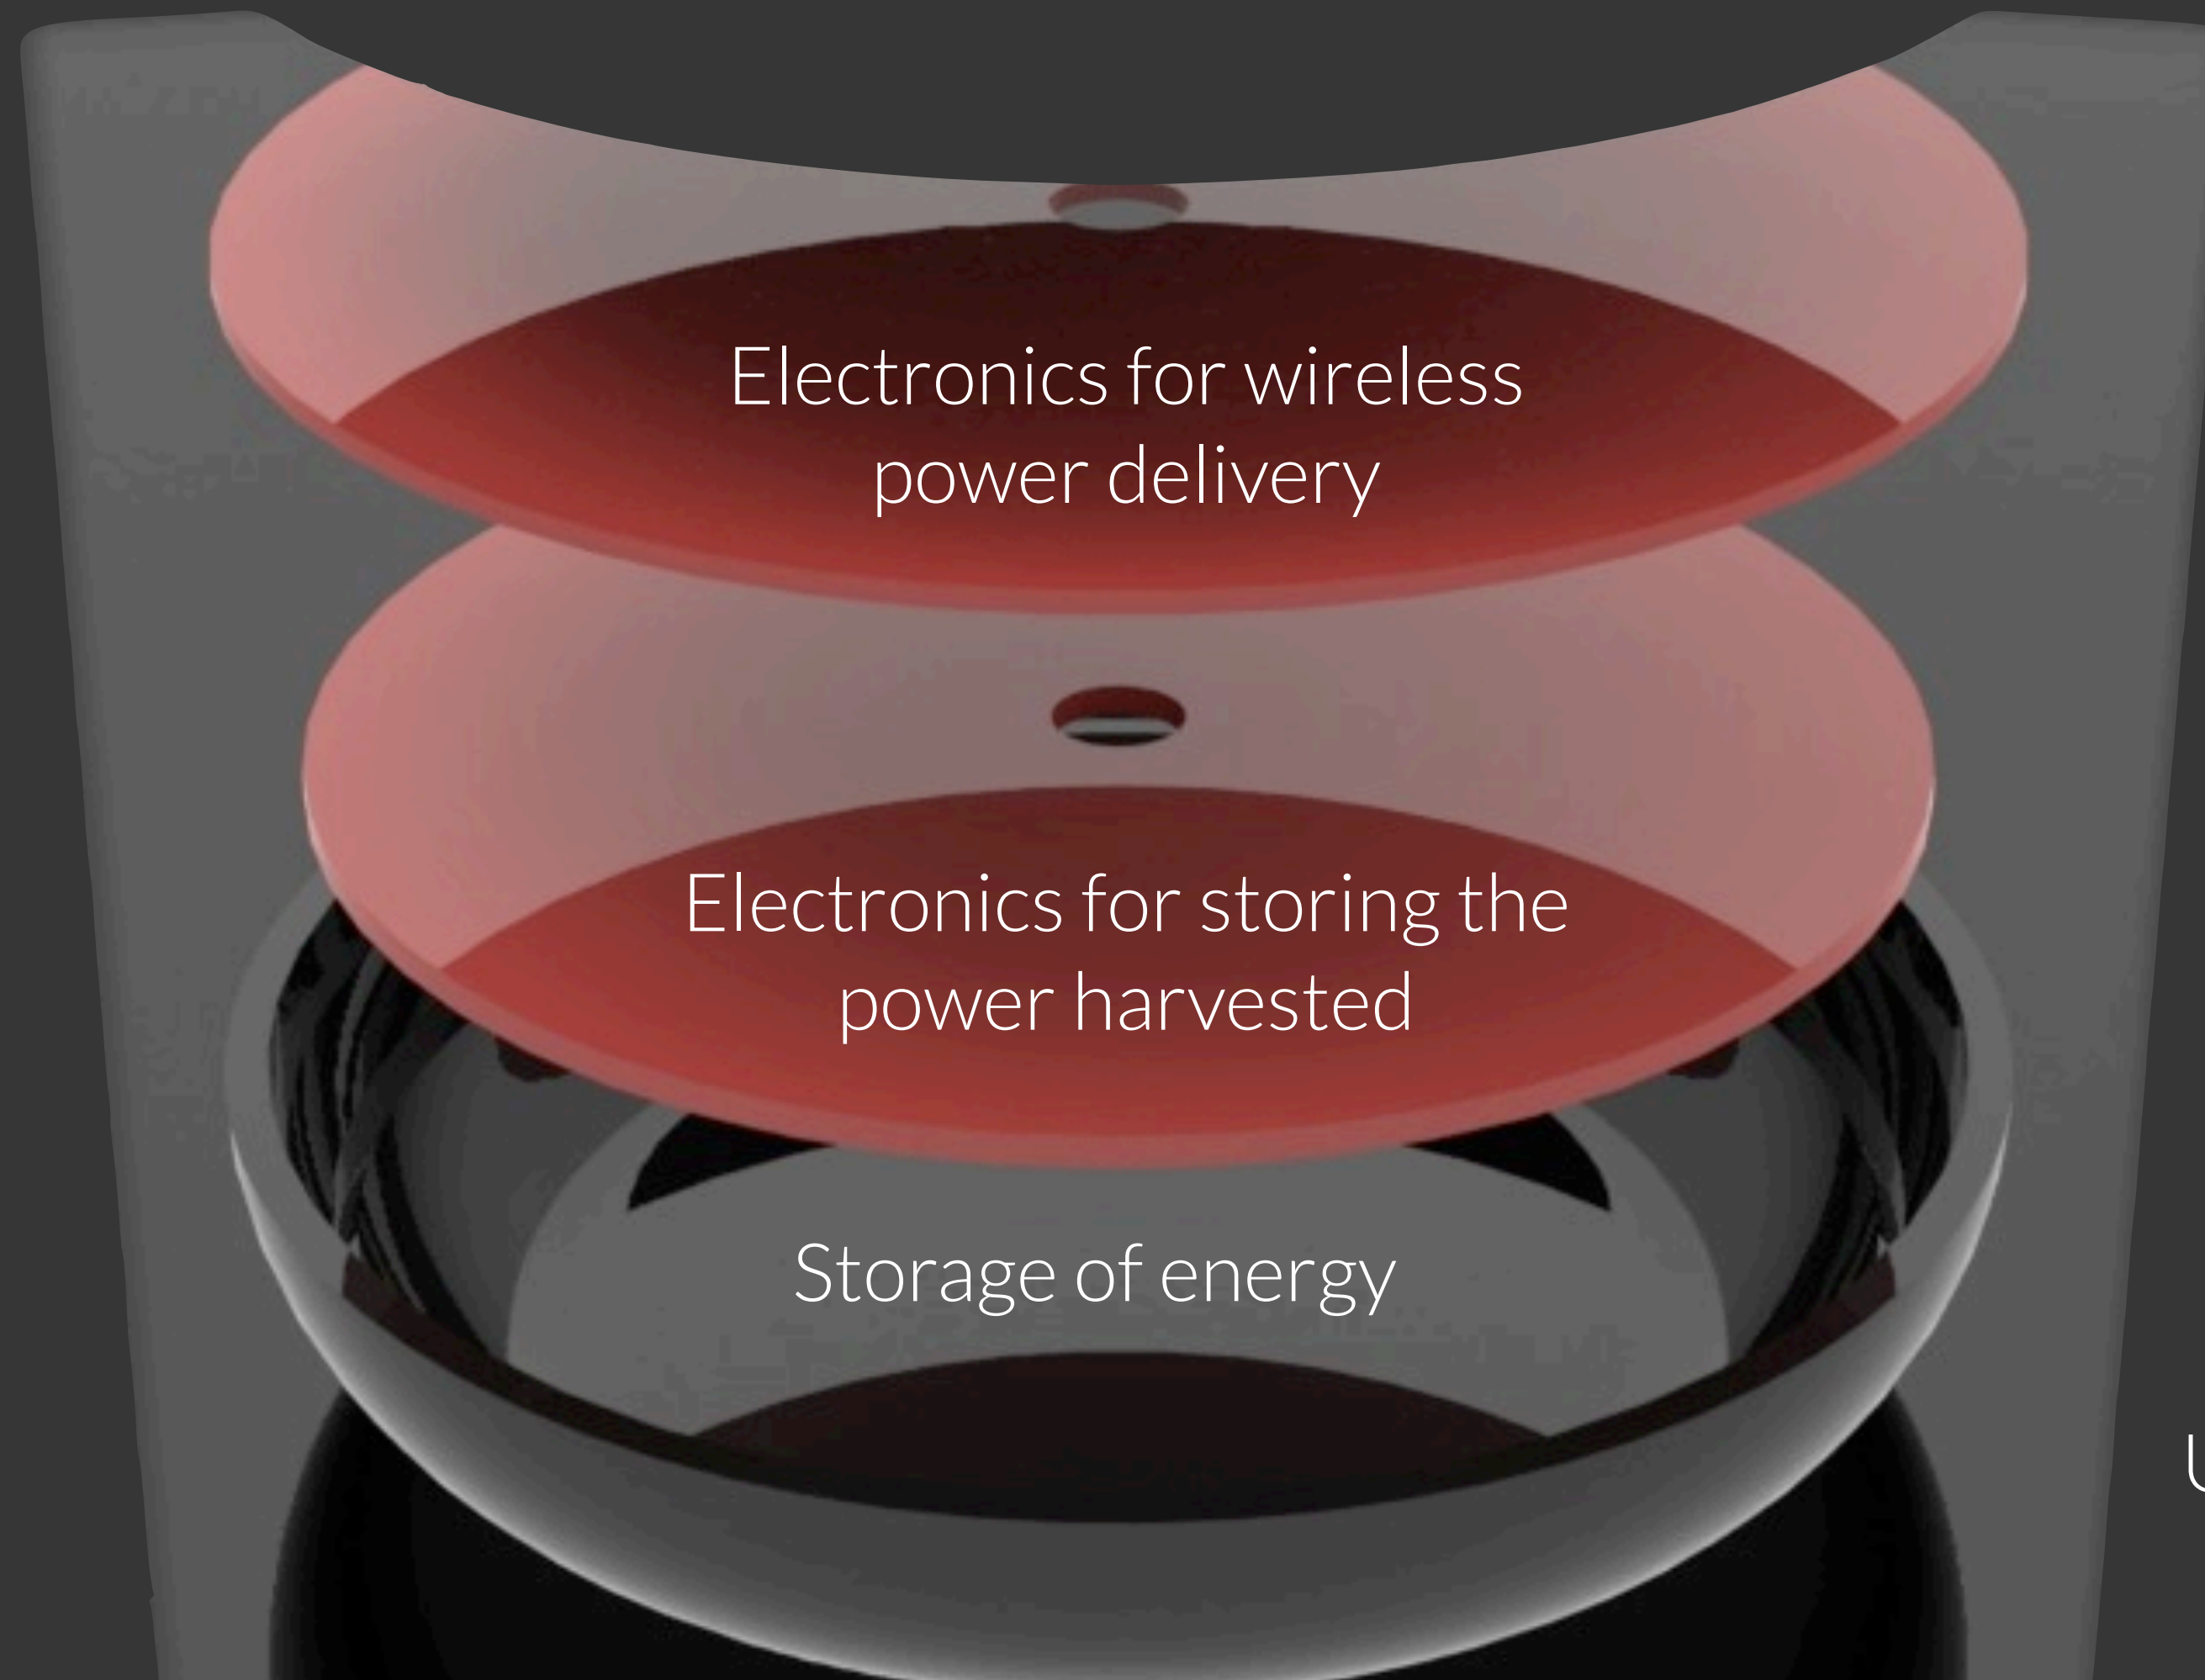 Electronics for wireless
power delivery
Electronics for storing the
power harvested
Storage of energy